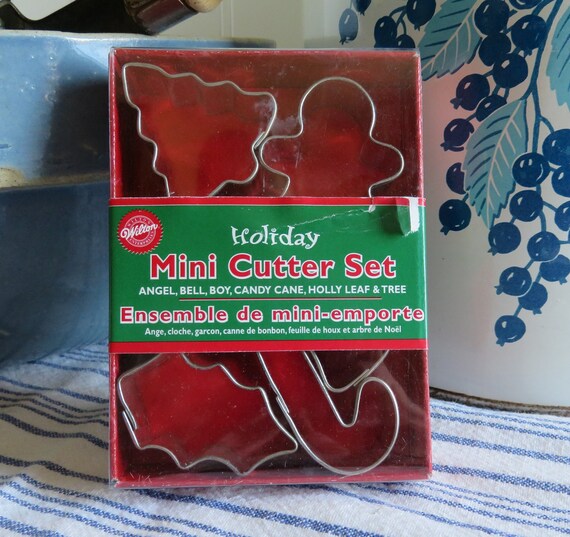 Wilton
Holiday
Mini Cutter Set
ANGEL, BELL, BOY, CANDY CANE, HOLLY LEAF & TREE
Ensemble de mini-emporte
Ange, cloche, garcon, canne de bonbon, feuille de houx et arbre de Noël